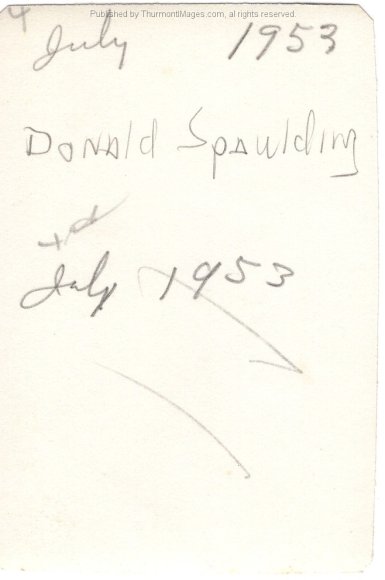 Published by ThurmontImages.com, all rights reserved.
July 1953
Donald Spaulding
July 1953